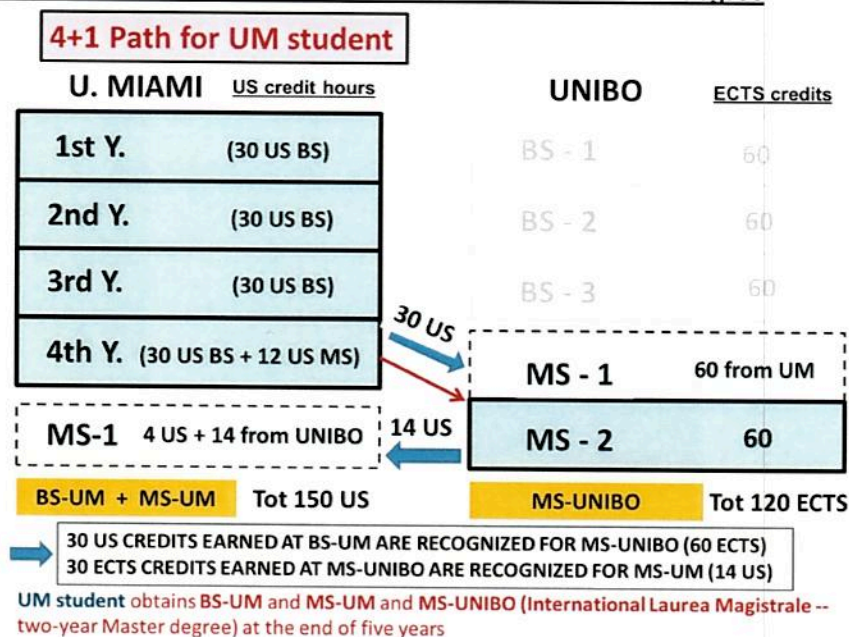 4+1 Path for UM student
U. MIAMI US credit hours
UNIBO ECTS credits
1st Y. (30 US BS)
BS - 1 60
2nd Y. (30 US BS)
BS - 2 60
3rd Y. (30 US BS)
BS - 3 60
30 US
4th Y. (30 US BS + 12 US MS)
MS - 1 60 from UM
MS-1 4 US + 14 from UNIBO
14 US
MS - 2 60
BS-UM + MS-UM Tot 150 US
MS-UNIBO Tot 120 ECTS
30 US CREDITS EARNED AT BS-UM ARE RECOGNIZED FOR MS-UNIBO (60 ECTS)
30 ECTS CREDITS EARNED AT MS-UNIBO ARE RECOGNIZED FOR MS-UM (14 US)
UM student obtains BS-UM and MS-UM and MS-UNIBO (International Laurea Magistrale --
two-year Master degree) at the end of five years